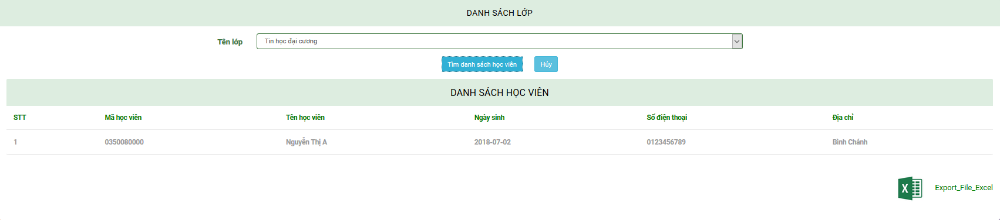 DANH SÁCH LỚP
Tên lớp Tin học đại cương
Tìm danh sách học viên Hủy
DANH SÁCH HỌC VIÊN
STT Mã học viên Tên học viên Ngày sinh Số điện thoại Địa chỉ
1 0350080000 Nguyễn Thị A 2018-07-02 0123456789 Bình Chánh
X Export_File_Excel